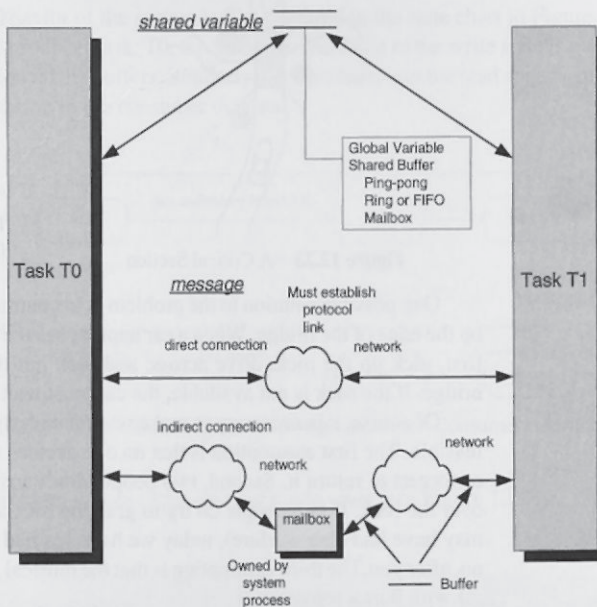 shared variable
Global Variable
Shared Buffer
Ping-pong
Ring or FIFO
Mailbox
Task T0
Task T1
message
Must establish
protocol
link
direct connection
network
indirect connection
network
network
mailbox
Owned by
system
process
Buffer